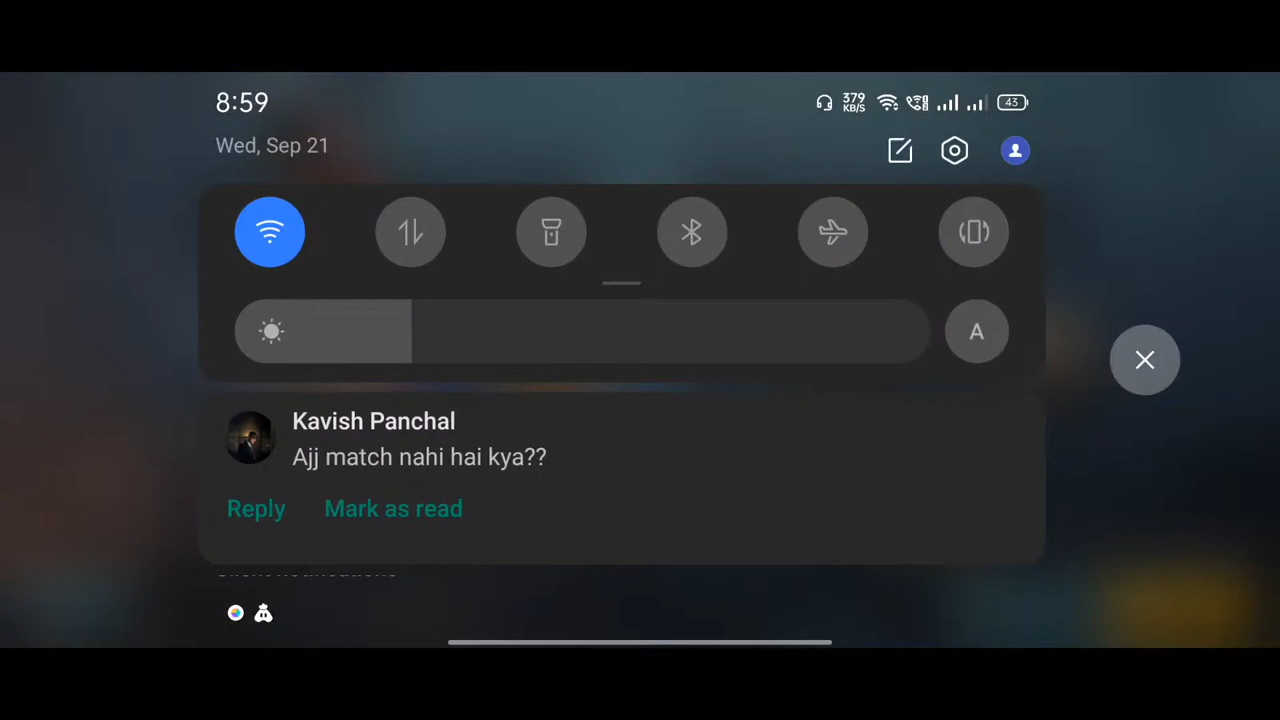 8:59
379
KB/S
43
Wed, Sep 21
A
Kavish Panchal
Ajj match nahi hai kya??
Reply
Mark as read